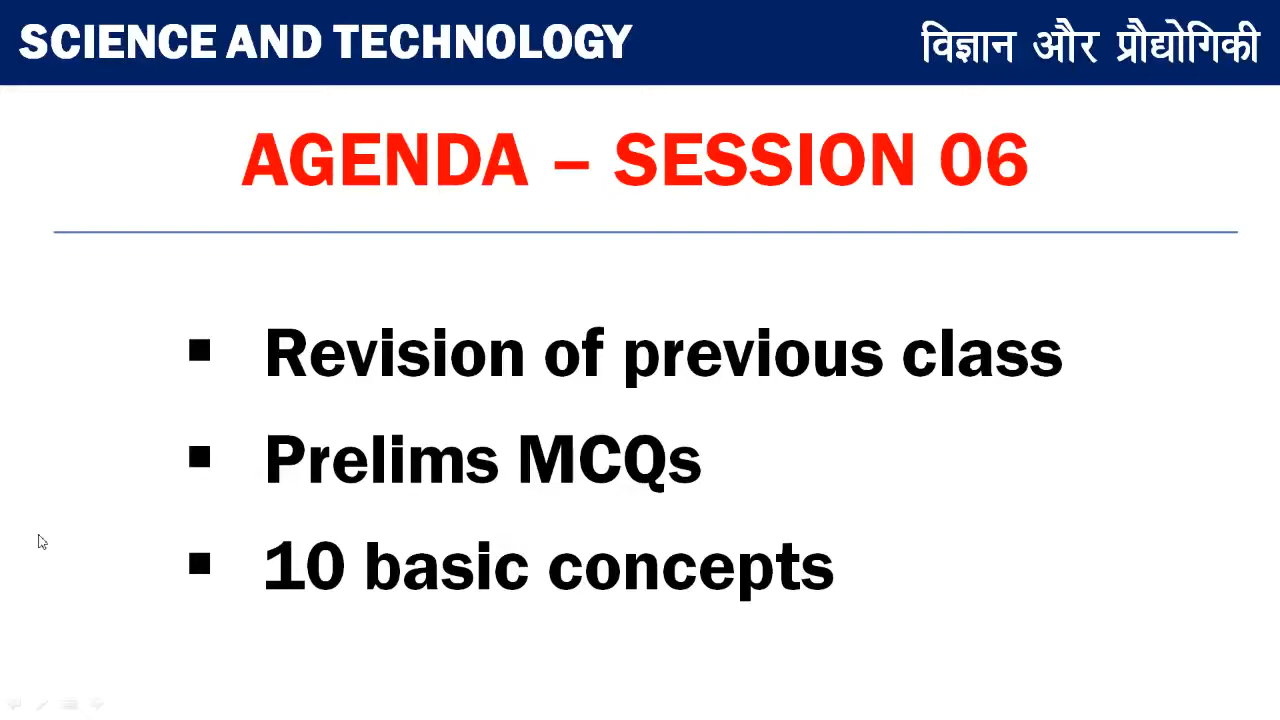 SCIENCE AND TECHNOLOGY
विज्ञान और प्रौद्योगिकी
AGENDA – SESSION 06
▪ Revision of previous class
▪ Prelims MCQs
▪ 10 basic concepts